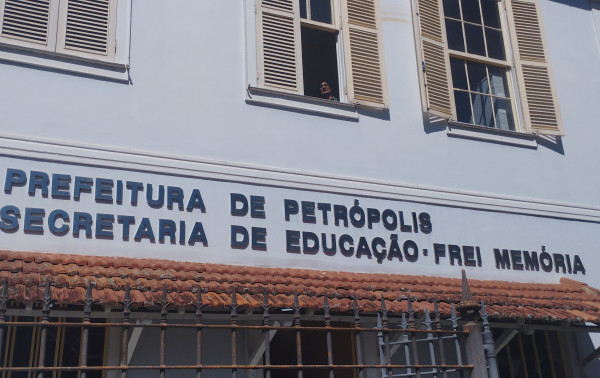 PREFEITURA DE PETRÓPOLIS
SECRETARIA DE EDUCAÇÃO - FREI MEMÓRIA